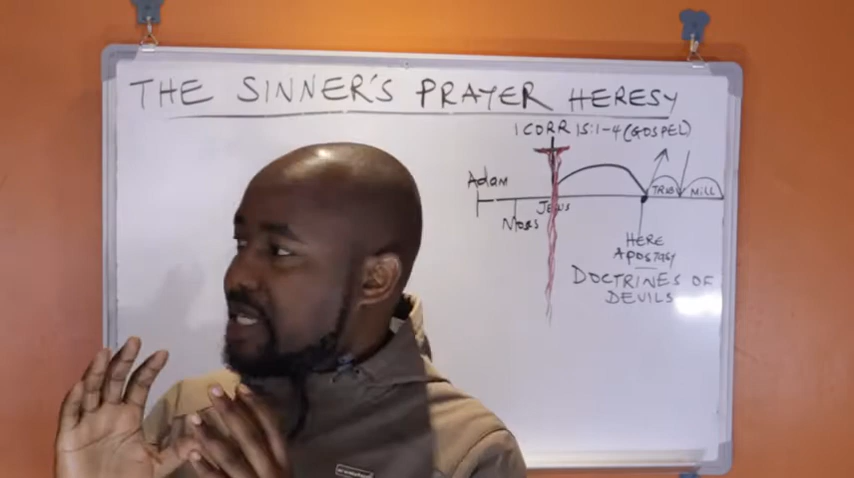 THE SINNER'S PRAYER HERESY
1 CORR 15:1-4 (GOSPEL)
Adam
TRIB MILL
JEWS
Moses
HERE
APOSTASY
DOCTRINES OF
DEVILS